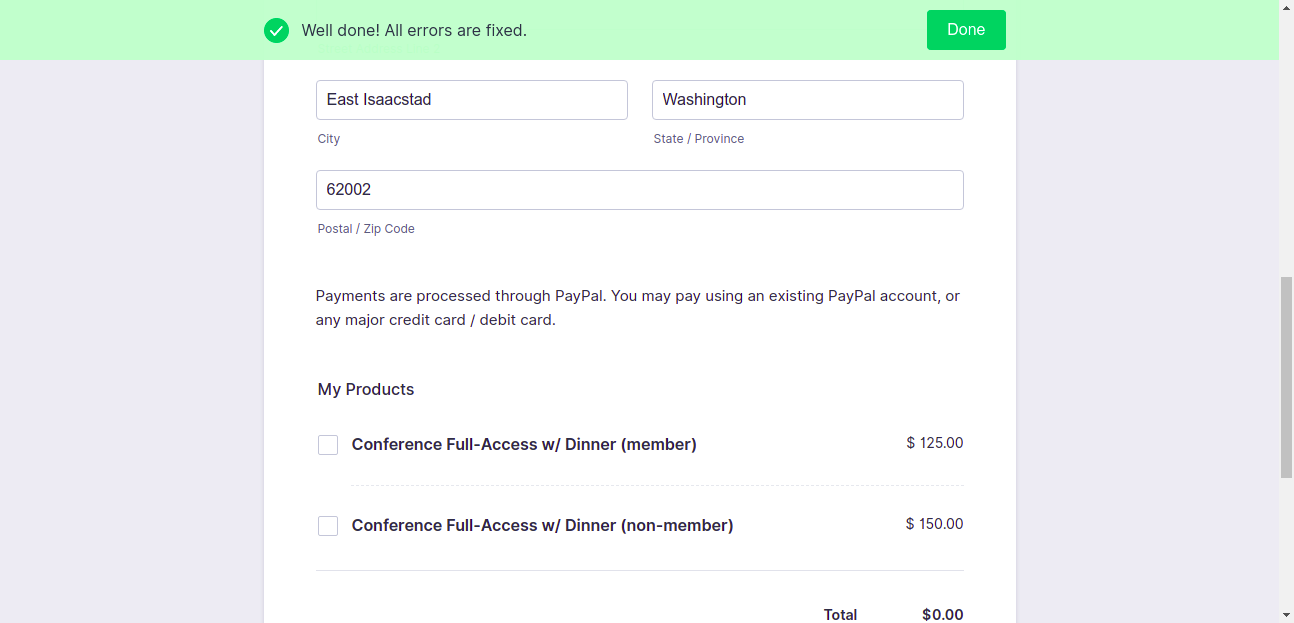 Well done! All errors are fixed.
Done
East Isaacstad
Washington
City
State / Province
62002
Postal / Zip Code
Payments are processed through PayPal. You may pay using an existing PayPal account, or
any major credit card / debit card.
My Products
Conference Full-Access w/ Dinner (member)
$ 125.00
Conference Full-Access w/ Dinner (non-member)
$ 150.00
Total
$0.00